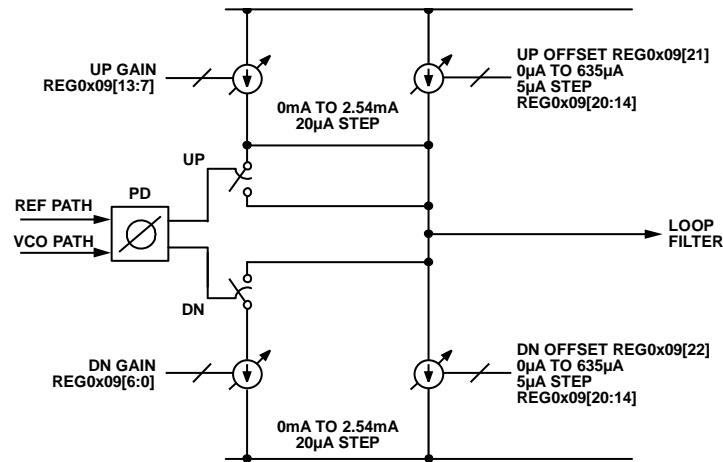 UP GAIN
REG0x09[13:7]
0mA TO 2.54mA
20µA STEP
UP OFFSET REG0x09[21]
0µA TO 635µA
5µA STEP
REG0x09[20:14]
UP
PD
REF PATH
VCO PATH
LOOP
FILTER
DN
DN GAIN
REG0x09[6:0]
DN OFFSET REG0x09[22]
0µA TO 635µA
5µA STEP
REG0x09[20:14]
0mA TO 2.54mA
20µA STEP